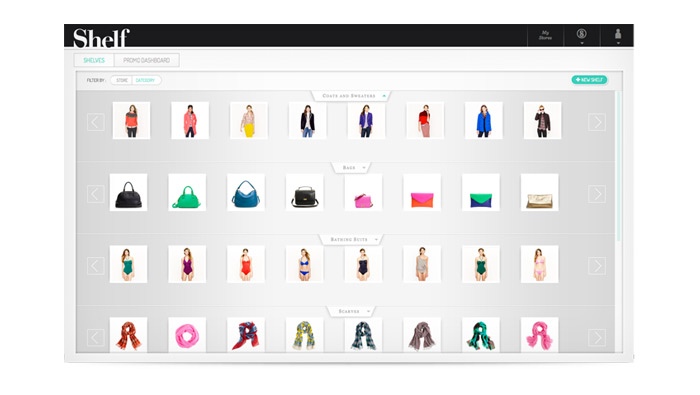 Shelf
My
Stores
SHELVES
PROMO DASHBOARD
FILTER BY: STORE CATEGORY
+ NEW SHELF
COATS AND SWEATERS
BAGS
BATHING SUITS
SCARVES